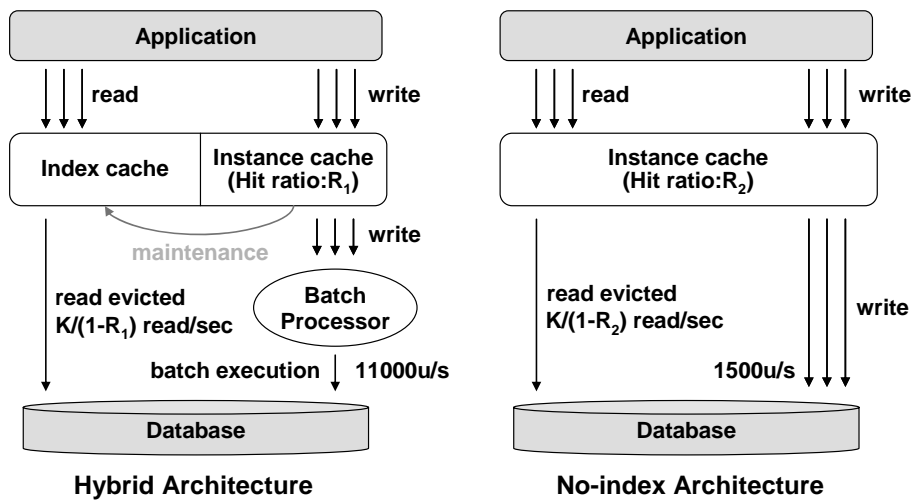 Application
read
write
Index cache
Instance cache
(Hit ratio:R₁)
maintenance
write
read evicted
K/(1-R₁) read/sec
Batch
Processor
batch execution
11000u/s
Database
Hybrid Architecture
Application
read
write
Instance cache
(Hit ratio:R₂)
read evicted
K/(1-R₂) read/sec
write
1500u/s
Database
No-index Architecture